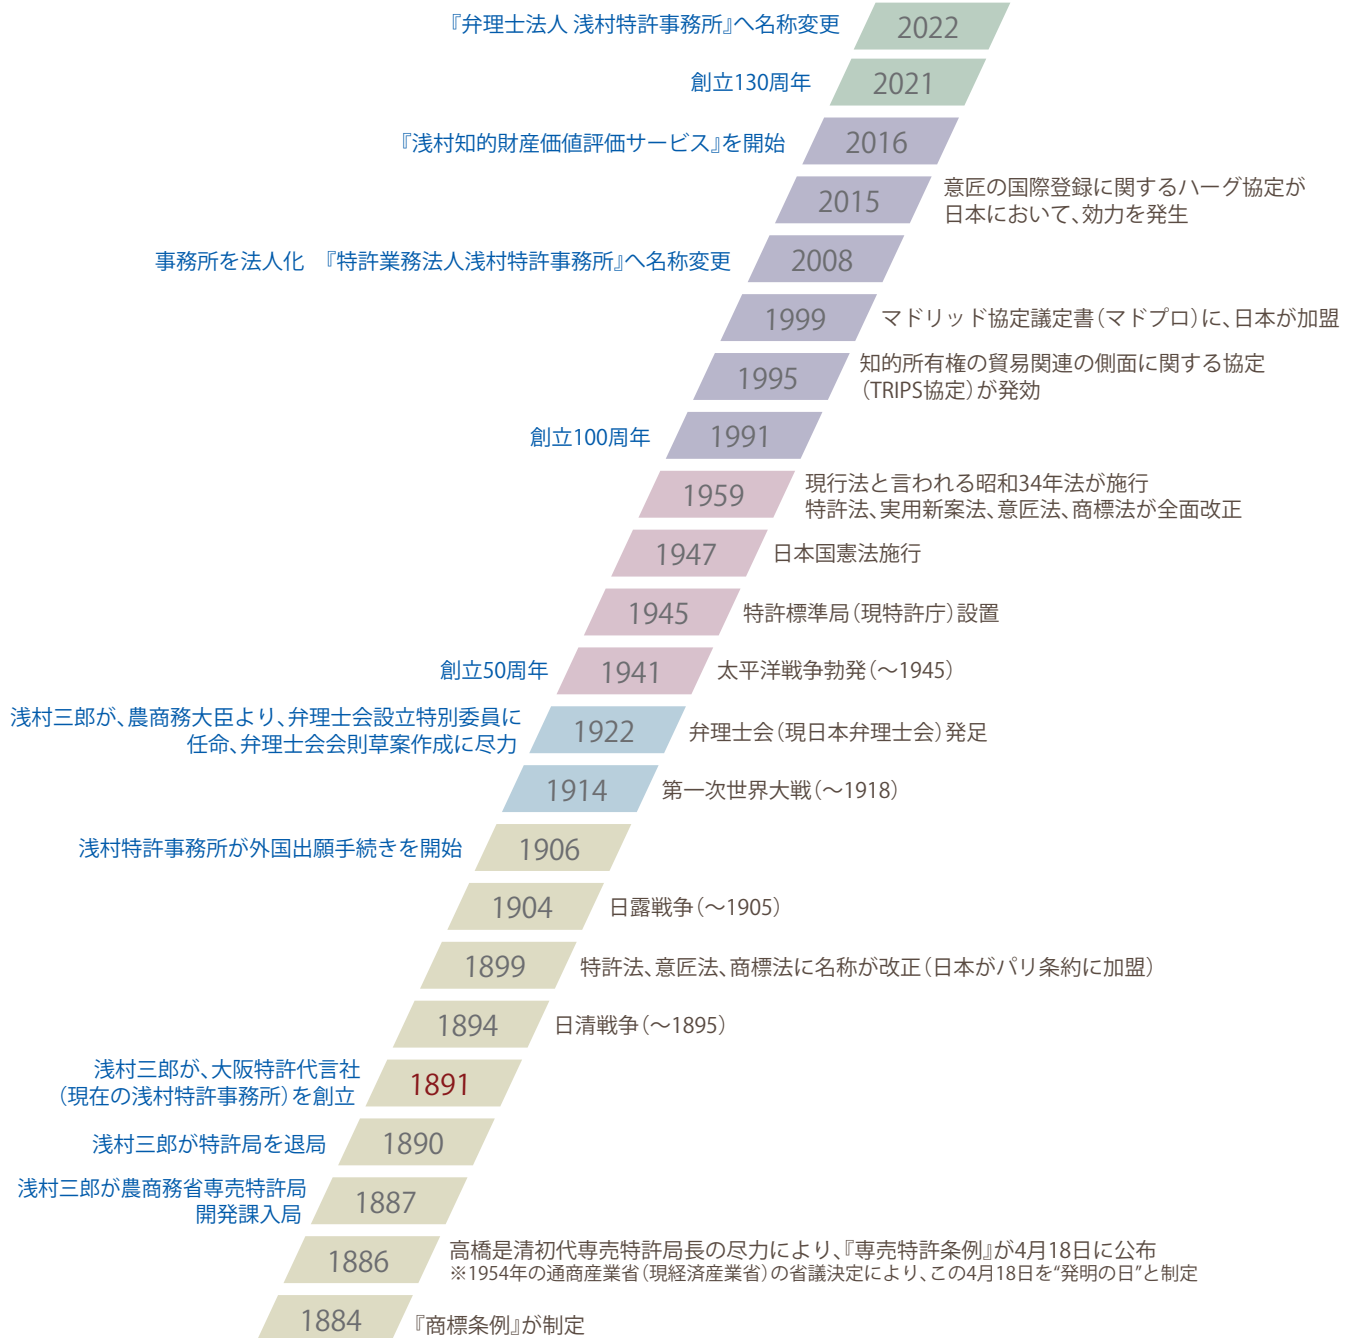 『弁理士法人 浅村特許事務所』へ名称変更
2022
創立130周年
2021
『浅村知的財産価値評価サービス』を開始
2016
2015
意匠の国際登録に関するハーグ協定が
日本において、効力を発生
事務所を法人化　『特許業務法人浅村特許事務所』へ名称変更
2008
1999
マドリッド協定議定書（マドプロ）に、日本が加盟
1995
知的所有権の貿易関連の側面に関する協定
（TRIPS協定）が発効
創立100周年
1991
1959
現行法と言われる昭和34年法が施行
特許法、実用新案法、意匠法、商標法が全面改正
1947
日本国憲法施行
1945
特許標準局（現特許庁）設置
創立50周年
1941
太平洋戦争勃発（～1945）
浅村三郎が、農商務大臣より、弁理士会設立特別委員に
任命、弁理士会会則草案作成に尽力
1922
弁理士会（現日本弁理士会）発足
1914
第一次世界大戦（～1918）
浅村特許事務所が外国出願手続きを開始
1906
1904
日露戦争（～1905）
1899
特許法、意匠法、商標法に名称が改正（日本がパリ条約に加盟）
1894
日清戦争（～1895）
浅村三郎が、大阪特許代言社
（現在の浅村特許事務所）を創立
1891
浅村三郎が特許局を退局
1890
浅村三郎が農商務省専売特許局
開発課入局
1887
1886
高橋是清初代専売特許局長の尽力により、『専売特許条例』が4月18日に公布
※1954年の通商産業省（現経済産業省）の省議決定により、この4月18日を“発明の日”と制定
1884
『商標条例』が制定